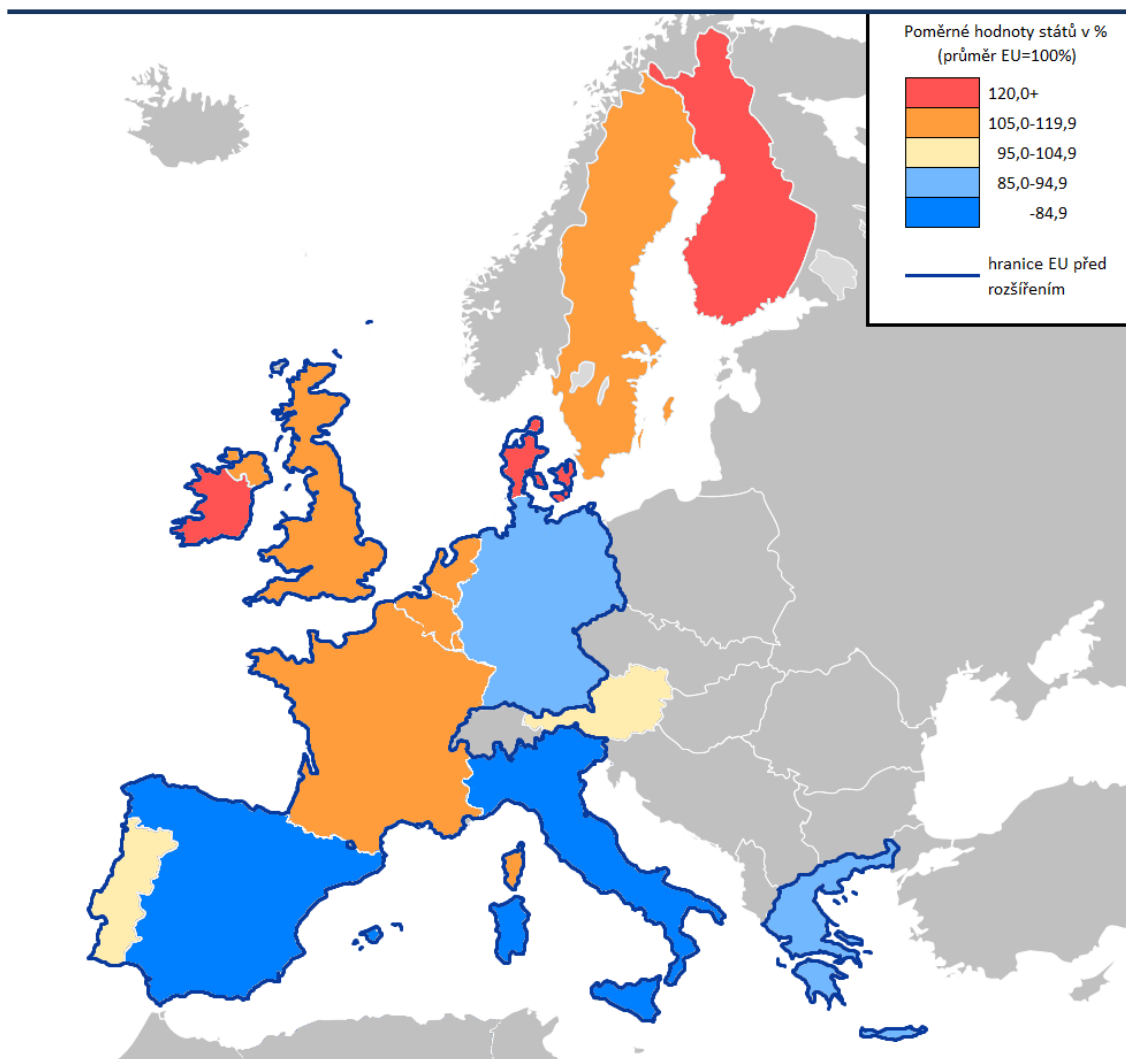 Poměrné hodnoty států v %
(průměr EU=100%)
120,0+
105,0-119,9
95,0-104,9
85,0-94,9
-84,9
hranice EU před
rozšířením